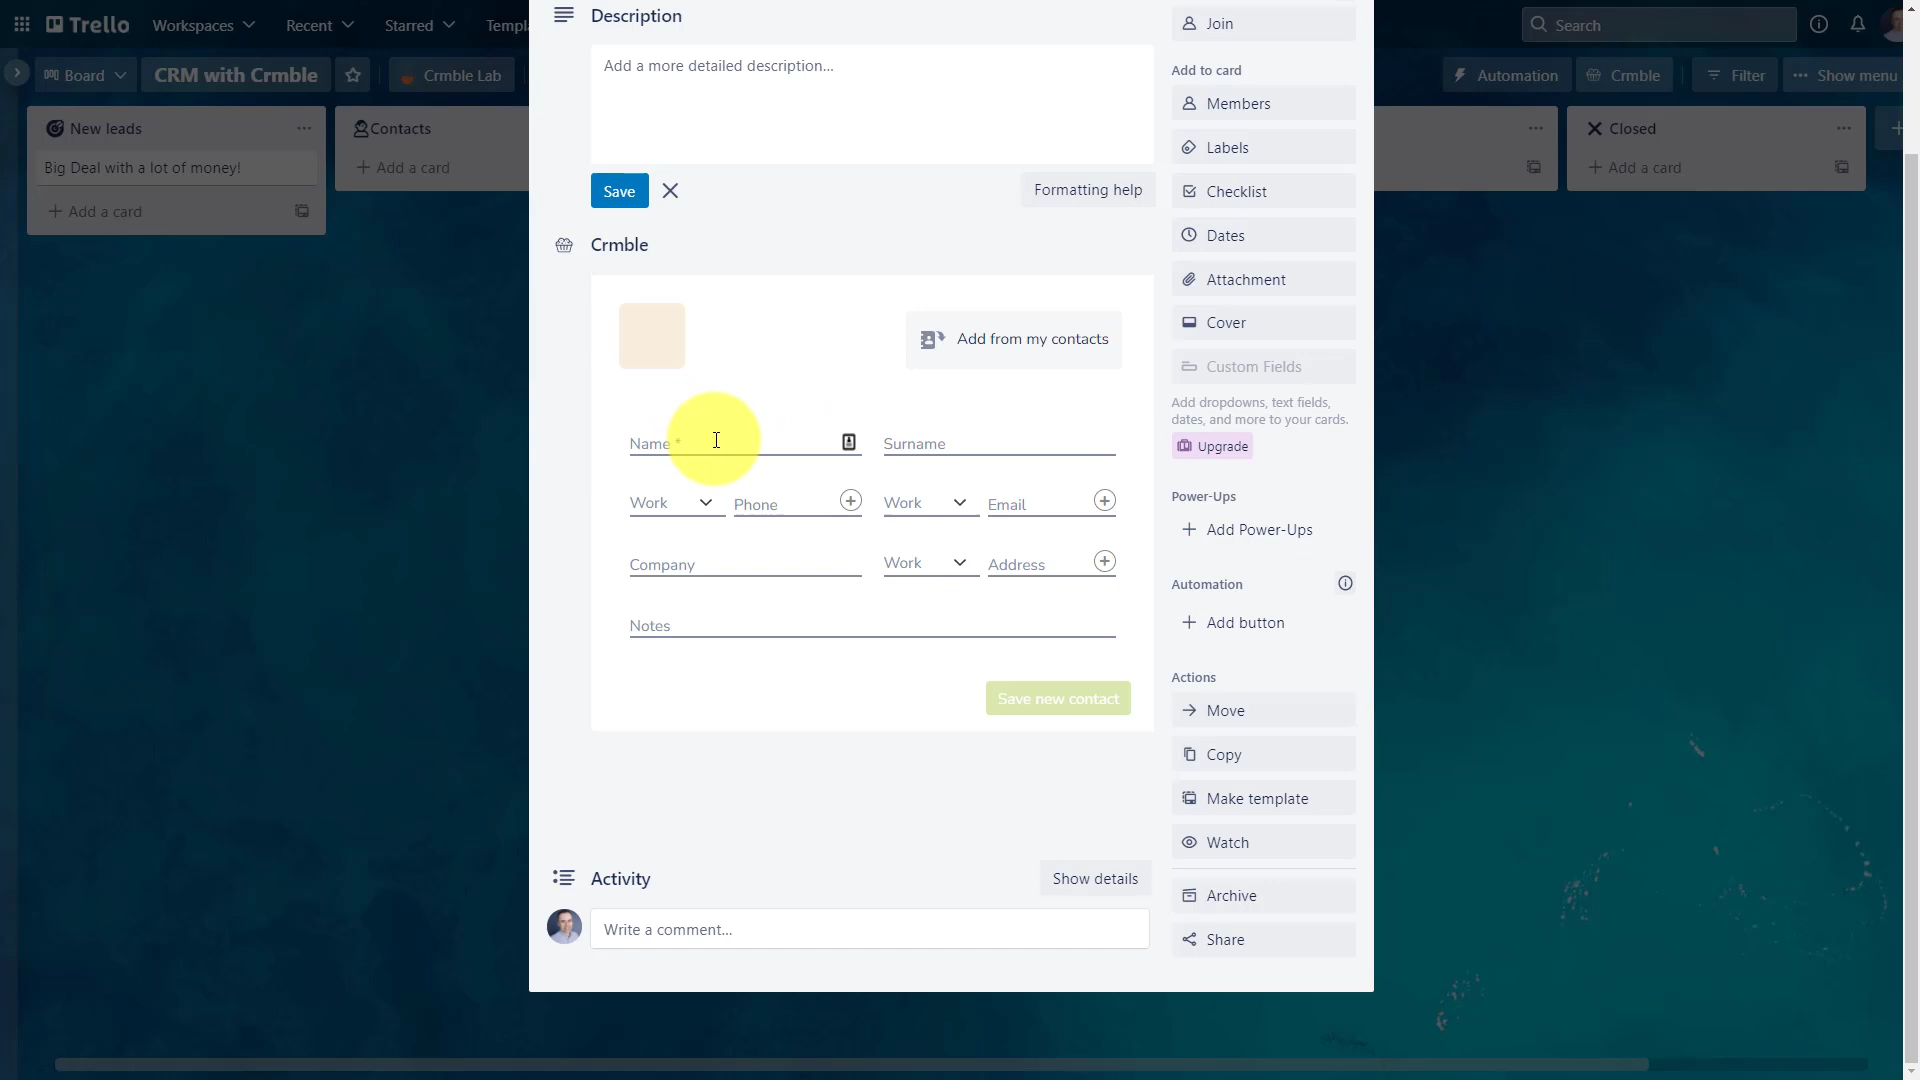 Trello
Workspaces
Recent
Starred
Templa
Search
Board
CRM with Crmble
Crmble Lab
Automation
Crmble
Filter
Show menu
New leads
Big Deal with a lot of money!
Add a card
Contacts
Add a card
Closed
Add a card
Description
Add a more detailed description...
Save
Formatting help
Crmble
Add from my contacts
Name *
Surname
Work
Phone
Work
Email
Company
Work
Address
Notes
Save new contact
Activity
Show details
Write a comment...
Join
Add to card
Members
Labels
Checklist
Dates
Attachment
Cover
Custom Fields
Add dropdowns, text fields,
dates, and more to your cards.
Upgrade
Power-Ups
Add Power-Ups
Automation
Add button
Actions
Move
Copy
Make template
Watch
Archive
Share